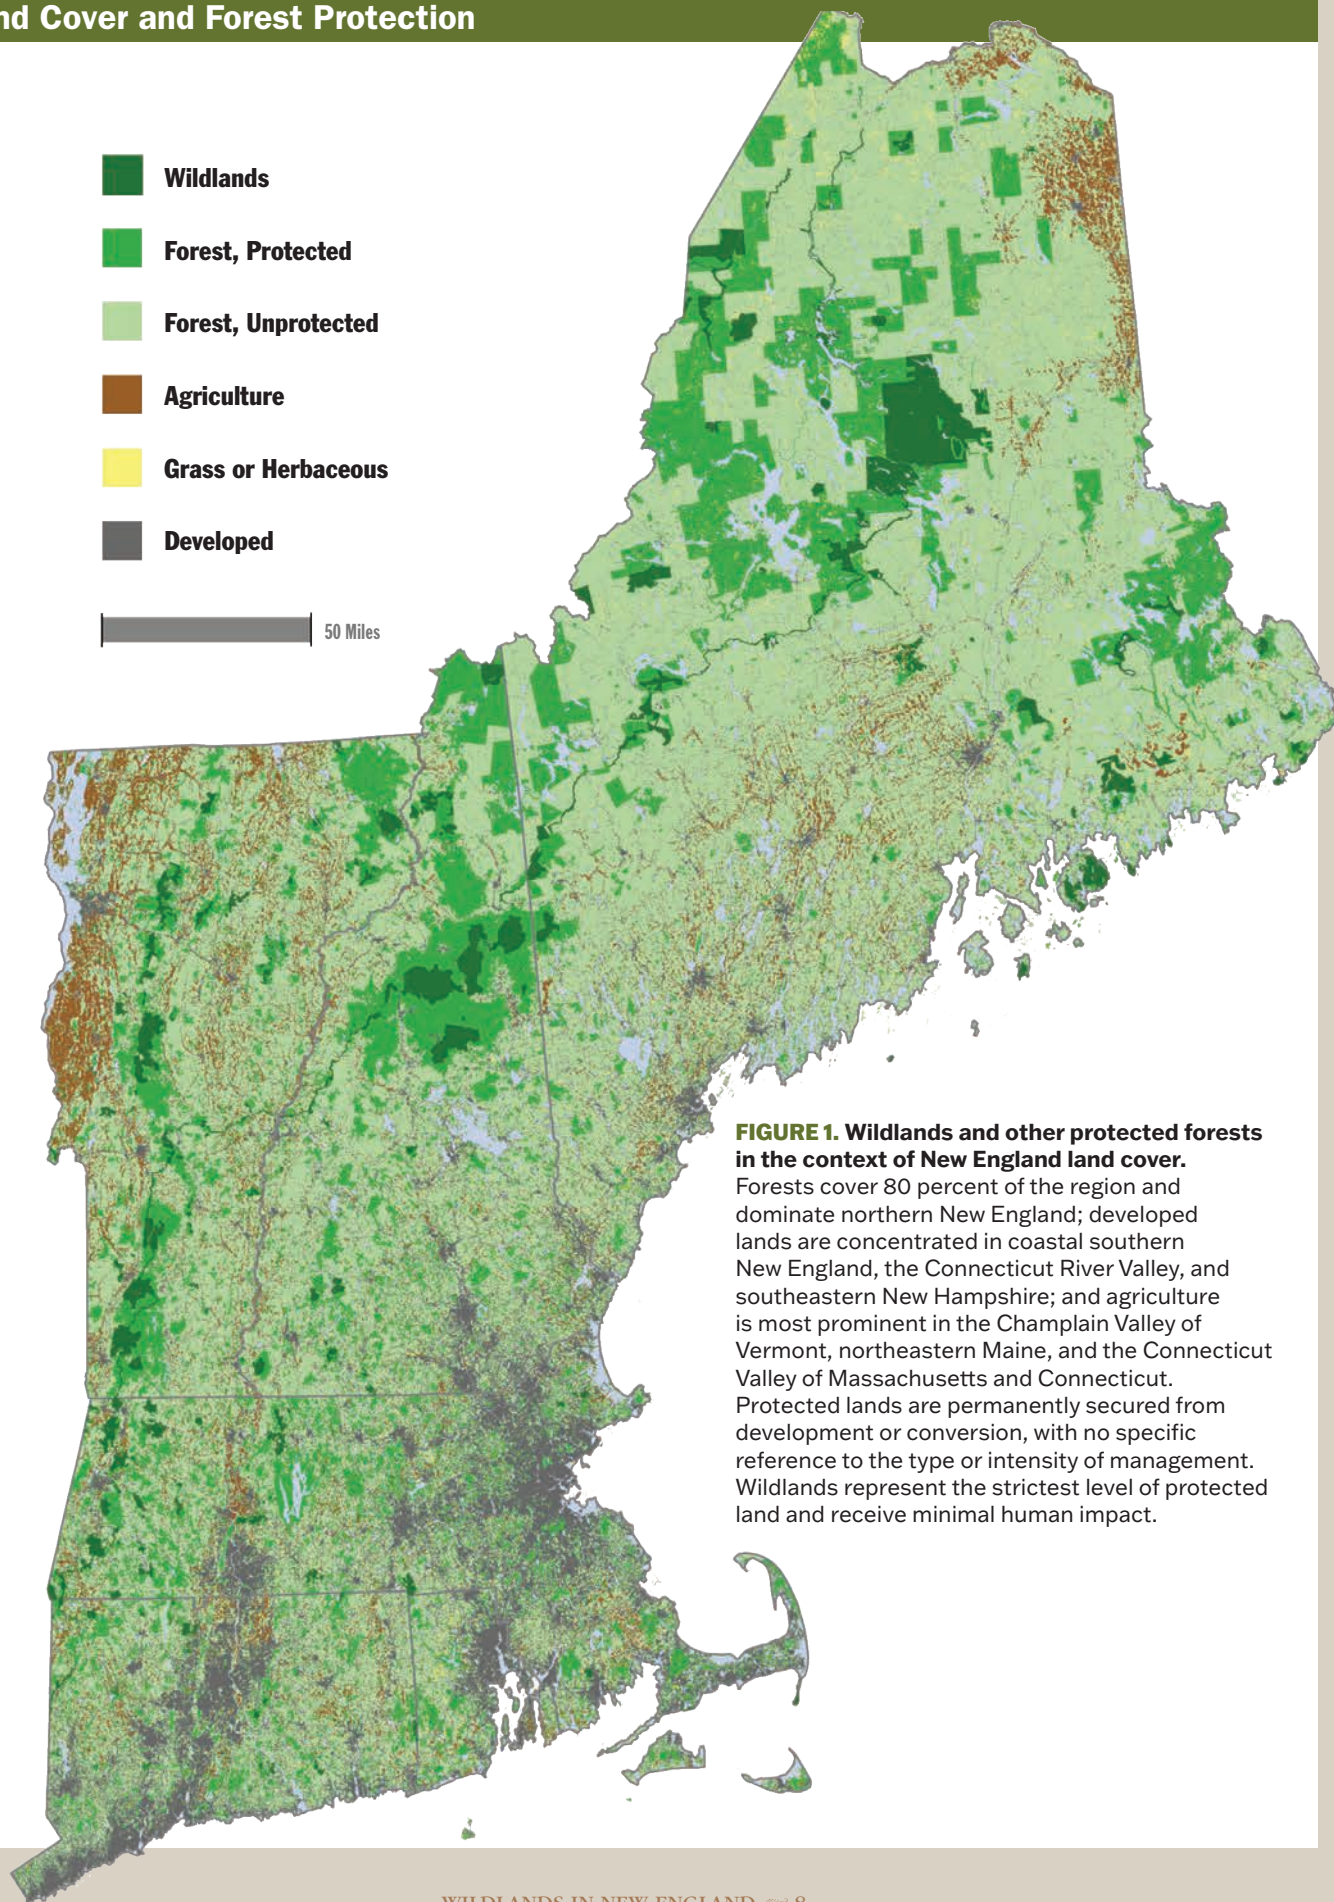 nd Cover and Forest Protection
Wildlands
Forest, Protected
Forest, Unprotected
Agriculture
Grass or Herbaceous
Developed
50 Miles
FIGURE 1. Wildlands and other protected forests
in the context of New England land cover.
Forests cover 80 percent of the region and
dominate northern New England; developed
lands are concentrated in coastal southern
New England, the Connecticut River Valley, and
southeastern New Hampshire; and agriculture
is most prominent in the Champlain Valley of
Vermont, northeastern Maine, and the Connecticut
Valley of Massachusetts and Connecticut.
Protected lands are permanently secured from
development or conversion, with no specific
reference to the type or intensity of management.
Wildlands represent the strictest level of protected
land and receive minimal human impact.
WILDLANDS IN NEW ENGLAND 8